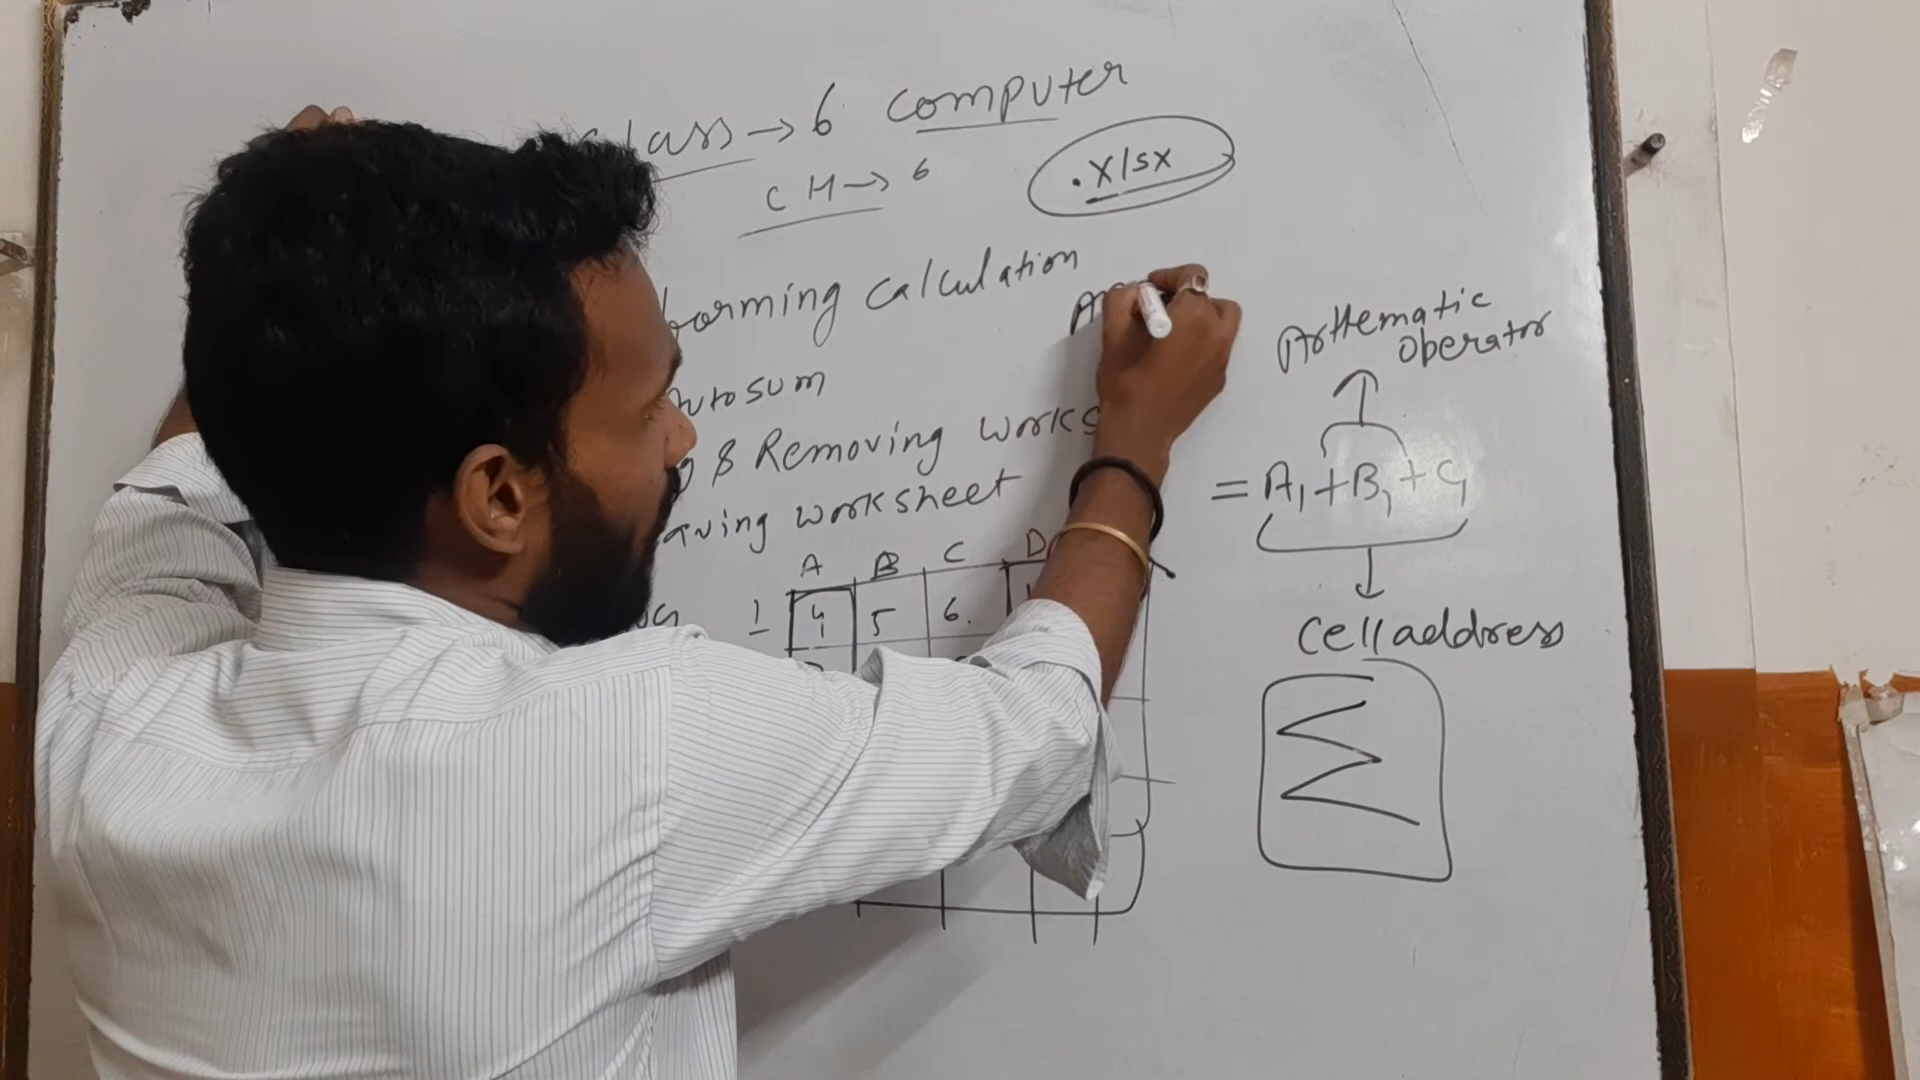 class → 6 computer
CH → 6
.xlsx
forming calculation
Autosum
& Removing works
aving worksheet
Arthematic
Operator
= A1 + B1 + C1
Cell address
A B C D
1 4 5 6.
Σ